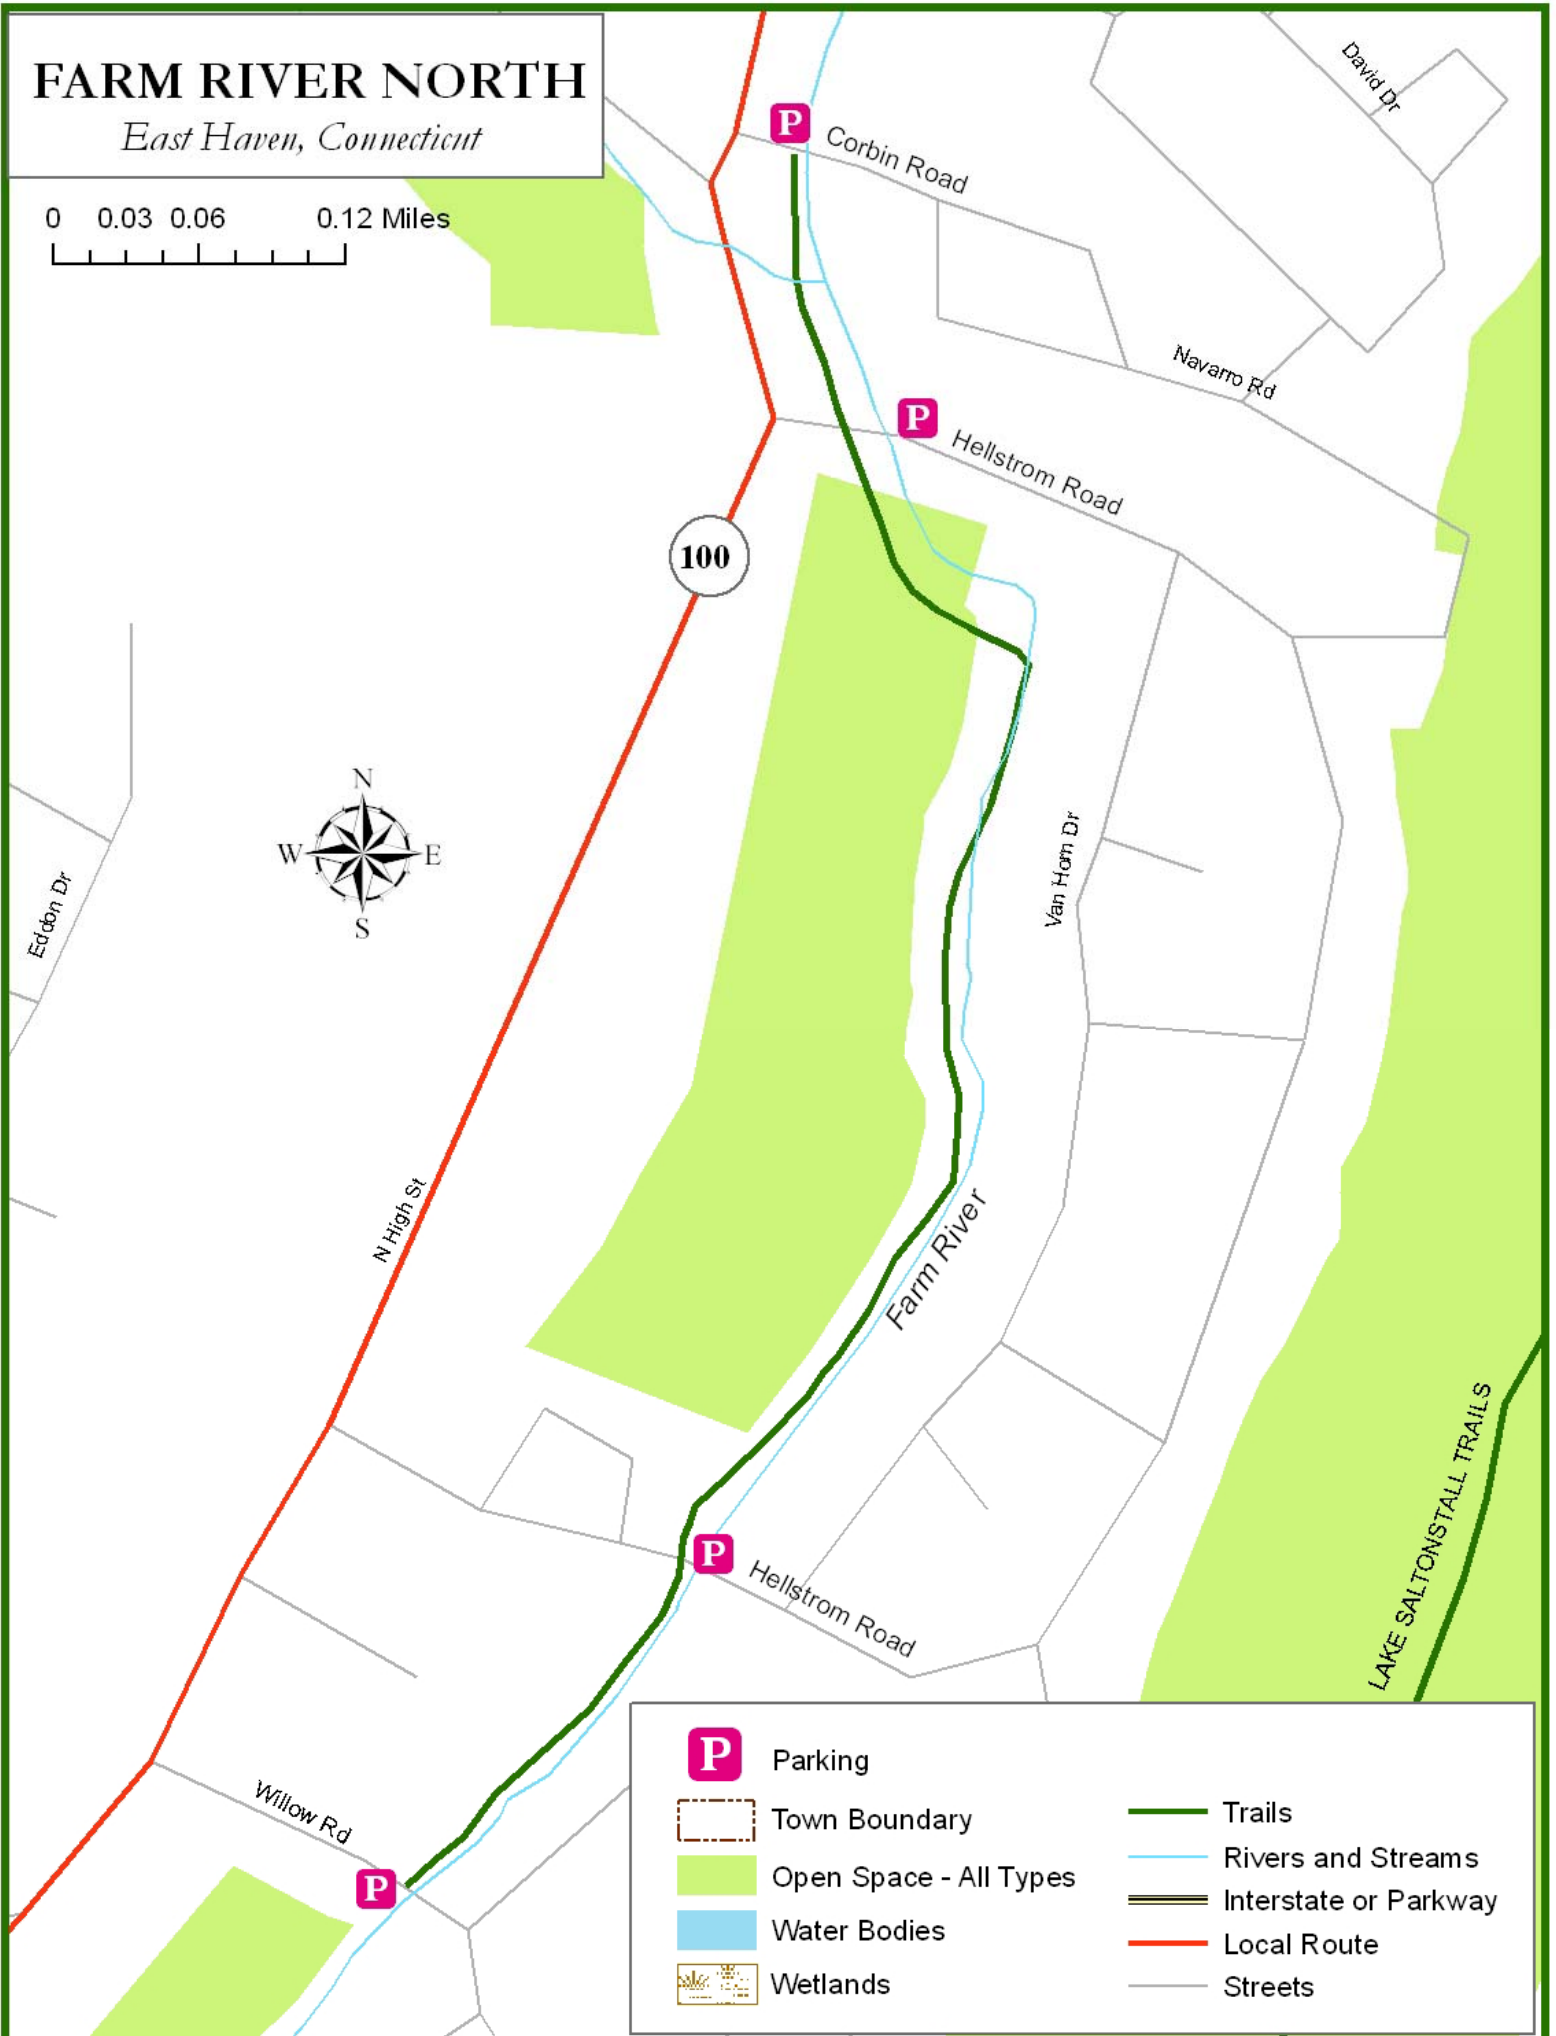 FARM RIVER NORTH
East Haven, Connecticut
0 0.03 0.06 0.12 Miles
P
Corbin Road
David Dr
Navarro Rd
P
Hellstrom Road
100
N
W E
S
Van Horn Dr
Eddon Dr
N High St
Farm River
LAKE SALTONSTALL TRAILS
P
Hellstrom Road
Willow Rd
P
P Parking
Town Boundary
Open Space - All Types
Water Bodies
Wetlands
Trails
Rivers and Streams
Interstate or Parkway
Local Route
Streets